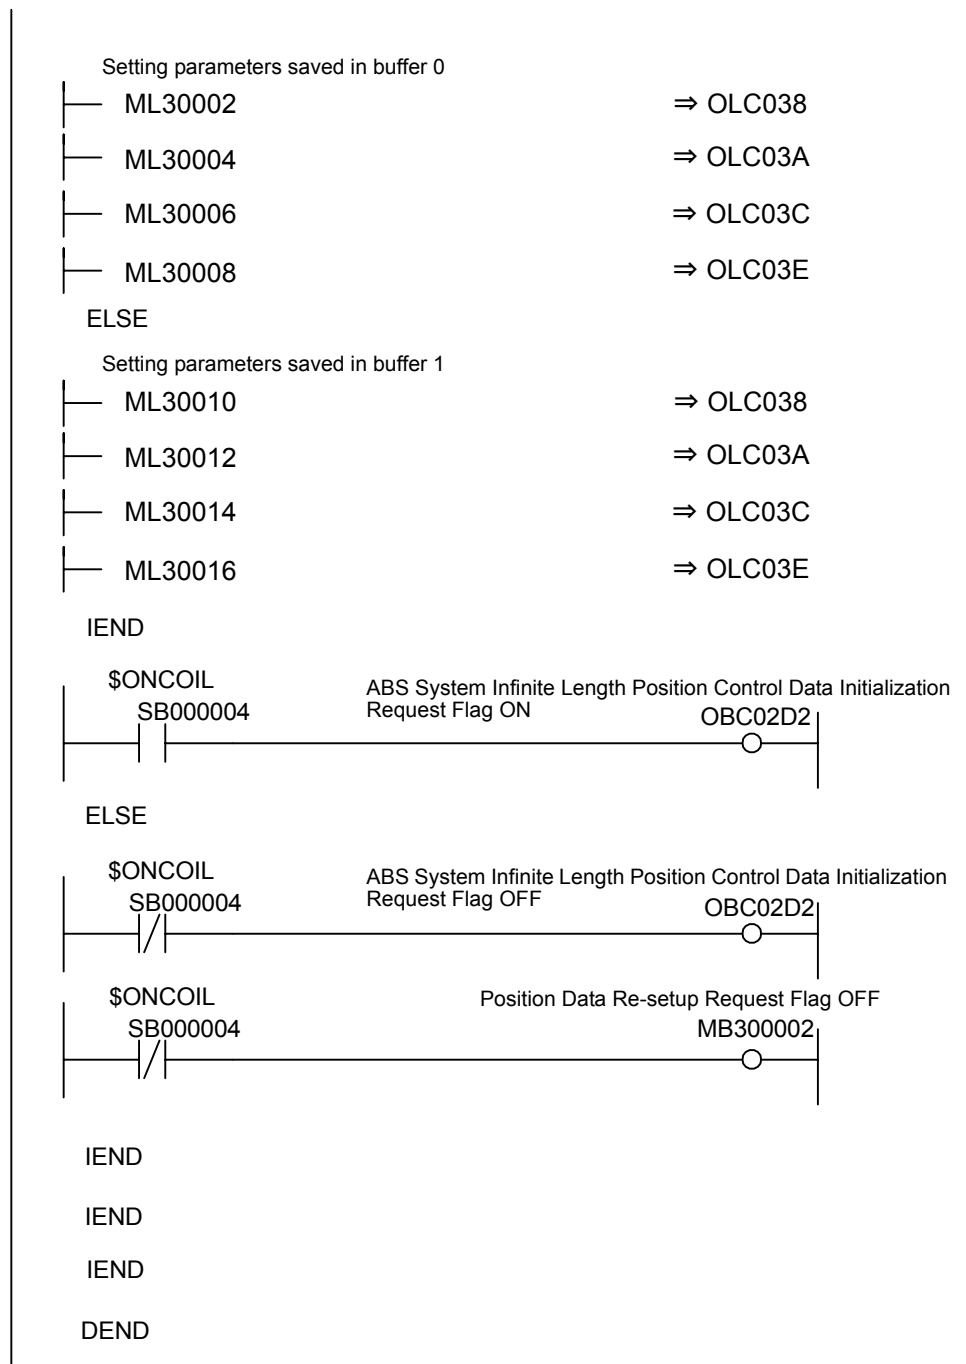 Setting parameters saved in buffer 0
ML30002 ⇒ OLC038
ML30004 ⇒ OLC03A
ML30006 ⇒ OLC03C
ML30008 ⇒ OLC03E
ELSE
Setting parameters saved in buffer 1
ML30010 ⇒ OLC038
ML30012 ⇒ OLC03A
ML30014 ⇒ OLC03C
ML30016 ⇒ OLC03E
IEND
$ONCOIL
ABS System Infinite Length Position Control Data Initialization
SB000004 Request Flag ON OBC02D2
ELSE
$ONCOIL
ABS System Infinite Length Position Control Data Initialization
SB000004 Request Flag OFF OBC02D2
$ONCOIL Position Data Re-setup Request Flag OFF
SB000004 MB300002
IEND
IEND
IEND
DEND